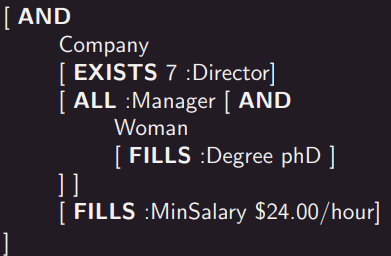 [ AND
Company
[ EXISTS 7 :Director]
[ ALL :Manager [ AND
Woman
[ FILLS :Degree phD ]
] ]
[ FILLS :MinSalary $24.00/hour]
]